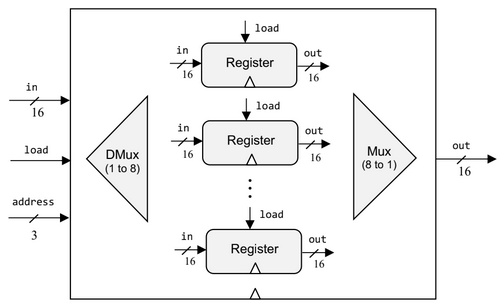 load
in
out
Register
16
16
in
16
load
in
out
Register
16
16
DMux
(1 to 8)
Mux
(8 to 1)
load
out
16
address
3
load
in
out
Register
16
16